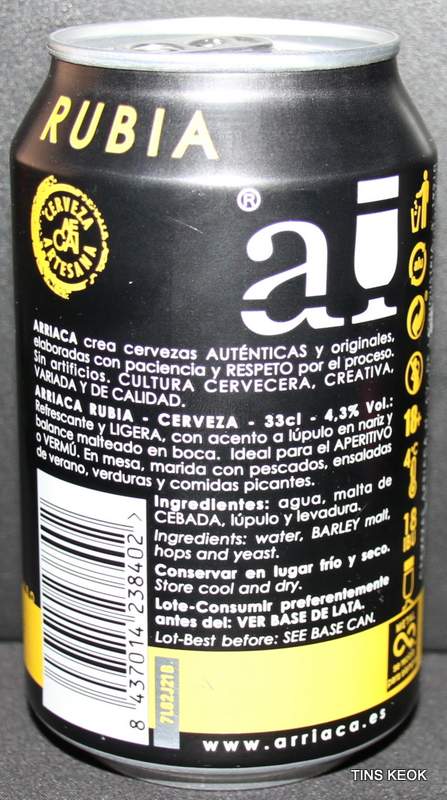 RUBIA
CERVEZA
AECAI
ARTESANA
®
ai
ARRIACA crea cervezas AUTÉNTICAS y originales,
elaboradas con paciencia y RESPETO por el proceso.
Sin artificios. CULTURA CERVECERA, CREATIVA,
VARIADA Y DE CALIDAD.
ARRIACA RUBIA - CERVEZA - 33cl - 4,3% Vol.:
Refrescante y LIGERA, con acento a lúpulo en nariz y
balance malteado en boca. Ideal para el APERITIVO
o VERMÚ. En mesa, marida con pescados, ensaladas
de verano, verduras y comidas picantes.
Ingredientes: agua, malta de
CEBADA, lúpulo y levadura.
Ingredients: water, BARLEY malt,
hops and yeast.
Conservar en lugar frío y seco.
Store cool and dry.
Lote-Consumir preferentemente
antes del: VER BASE DE LATA.
Lot-Best before: SEE BASE CAN.
8 437014 238402 >
www.arriaca.es
18+
4°
TINS KEOK